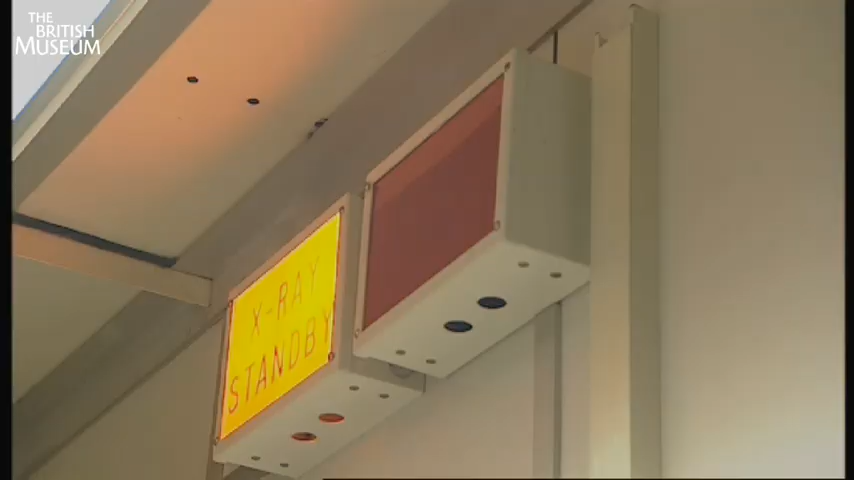 THE
BRITISH
MUSEUM
X-RAY
STANDBY